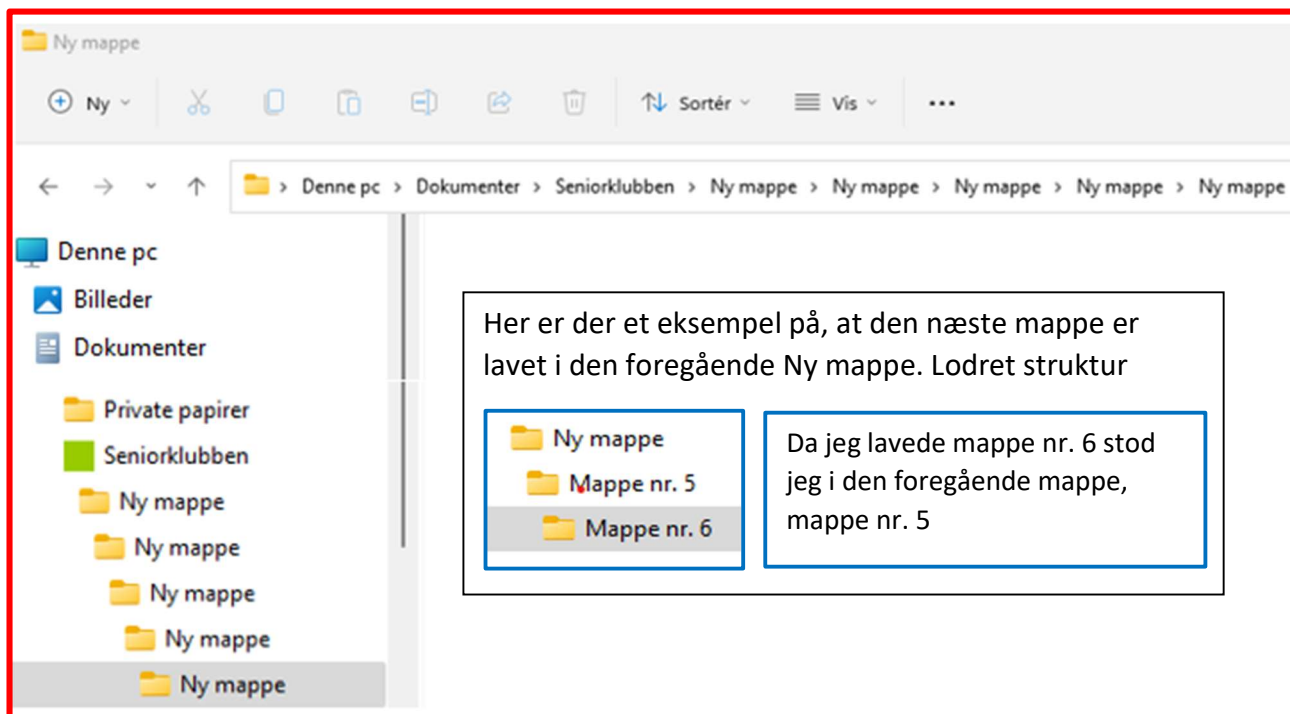 Ny mappe
Ny Sortér Vis ...
Denne pc > Dokumenter > Seniorklubben > Ny mappe > Ny mappe > Ny mappe > Ny mappe > Ny mappe
Denne pc
Billeder
Dokumenter
Private papirer
Seniorklubben
Ny mappe
Ny mappe
Ny mappe
Ny mappe
Ny mappe
Her er der et eksempel på, at den næste mappe er
lavet i den foregående Ny mappe. Lodret struktur
Ny mappe
Mappe nr. 5
Mappe nr. 6
Da jeg lavede mappe nr. 6 stod
jeg i den foregående mappe,
mappe nr. 5